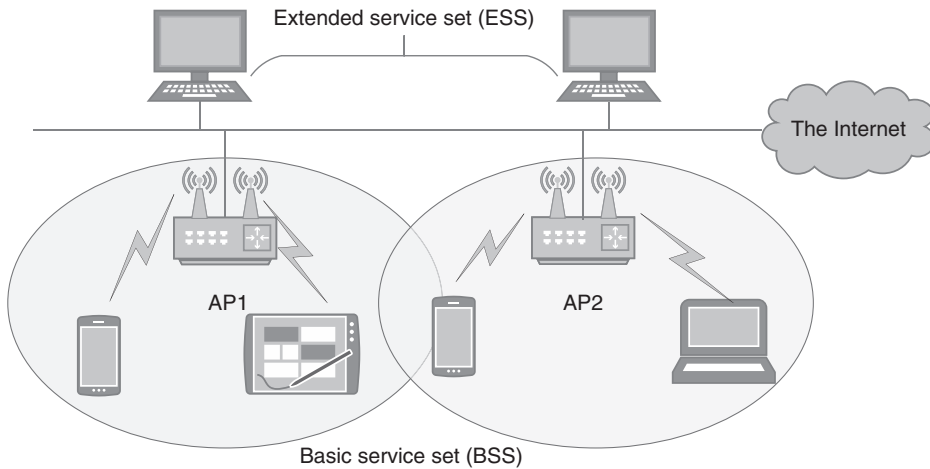 Extended service set (ESS)
The Internet
AP1
AP2
Basic service set (BSS)